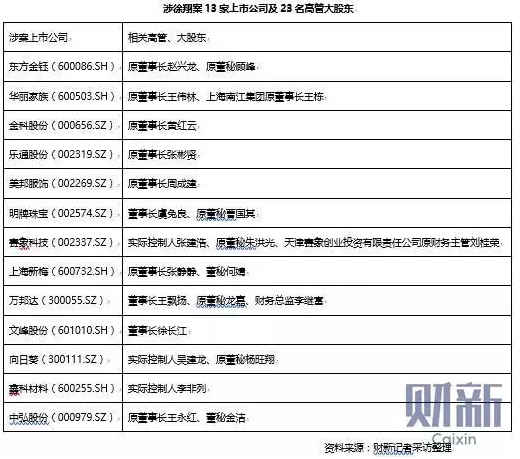 涉徐翔案13家上市公司及23名高管大股东
涉案上市公司 相关高管、大股东
东方金钰（600086.SH） 原董事长赵兴龙、原董秘顾峰
华丽家族（600503.SH） 原董事长王伟林、上海南江集团原董事长王栋
金科股份（000656.SZ） 原董事长黄红云
乐通股份（002319.SZ） 原董事长张彬贤
美邦服饰（002269.SZ） 原董事长周成建
明牌珠宝（002574.SZ） 董事长虞兔良、原董秘曹国其
赛象科技（002337.SZ） 实际控制人张建浩、原董秘朱洪光、天津赛象创业投资有限责任公司原财务主管刘桂荣
上海新梅（600732.SH） 原董事长张静静、董秘何婧
万邦达（300055.SZ） 董事长王飘扬、原董秘龙嘉、财务总监李继富
文峰股份（601010.SH） 董事长徐长江
向日葵（300111.SZ） 实际控制人吴建龙、原董秘杨旺翔
鑫科材料（600255.SH） 实际控制人李非列
中弘股份（000979.SZ） 原董事长王永红、董秘金洁
财新
Caixin
资料来源：财新记者采访整理